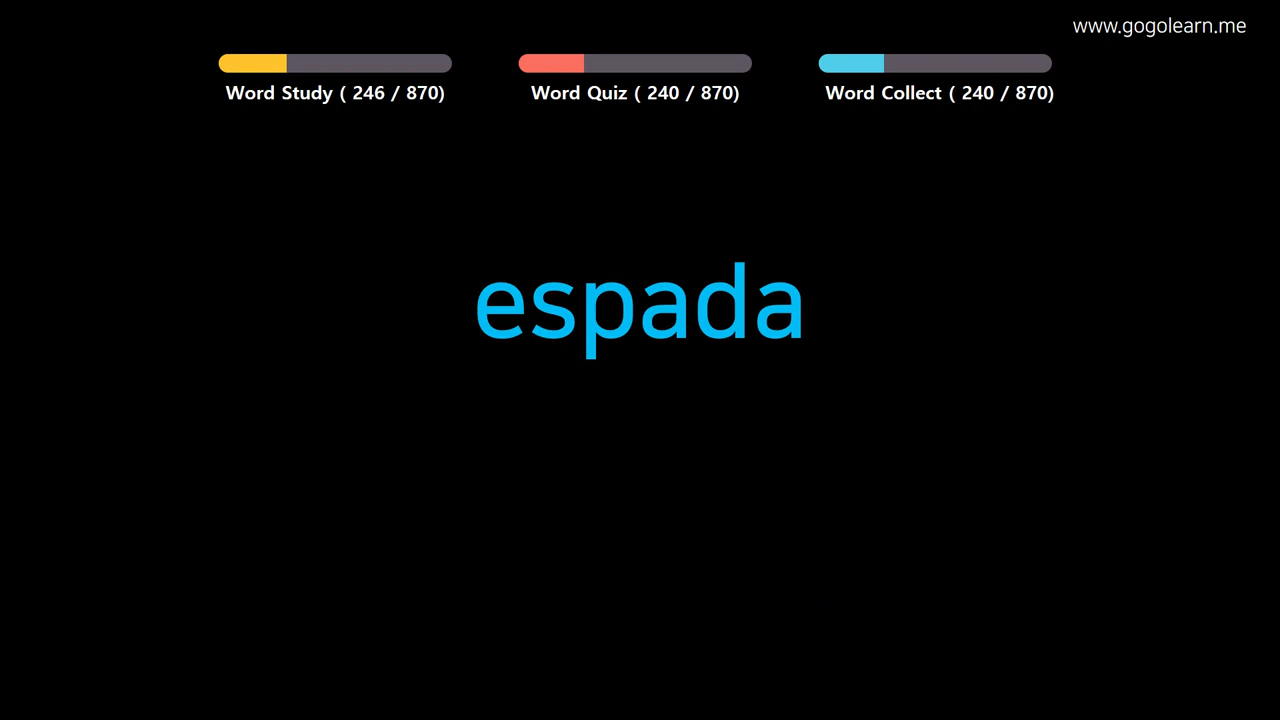 www.gogolearn.me
Word Study ( 246 / 870)
Word Quiz ( 240 / 870)
Word Collect ( 240 / 870)
espada